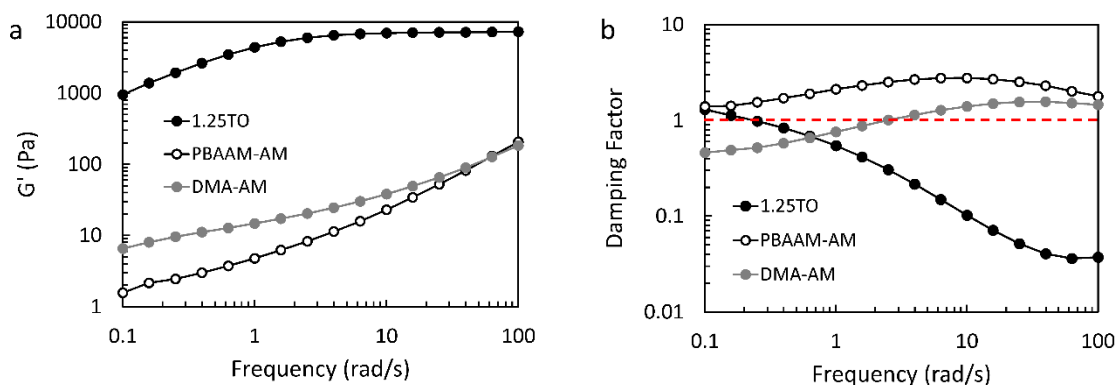 a
10000
1000
100
10
1
G' (Pa)
1.25TO
PBAAM-AM
DMA-AM
0.1 1 10 100
Frequency (rad/s)
b
10
1
0.1
0.01
Damping Factor
1.25TO
PBAAM-AM
DMA-AM
0.1 1 10 100
Frequency (rad/s)